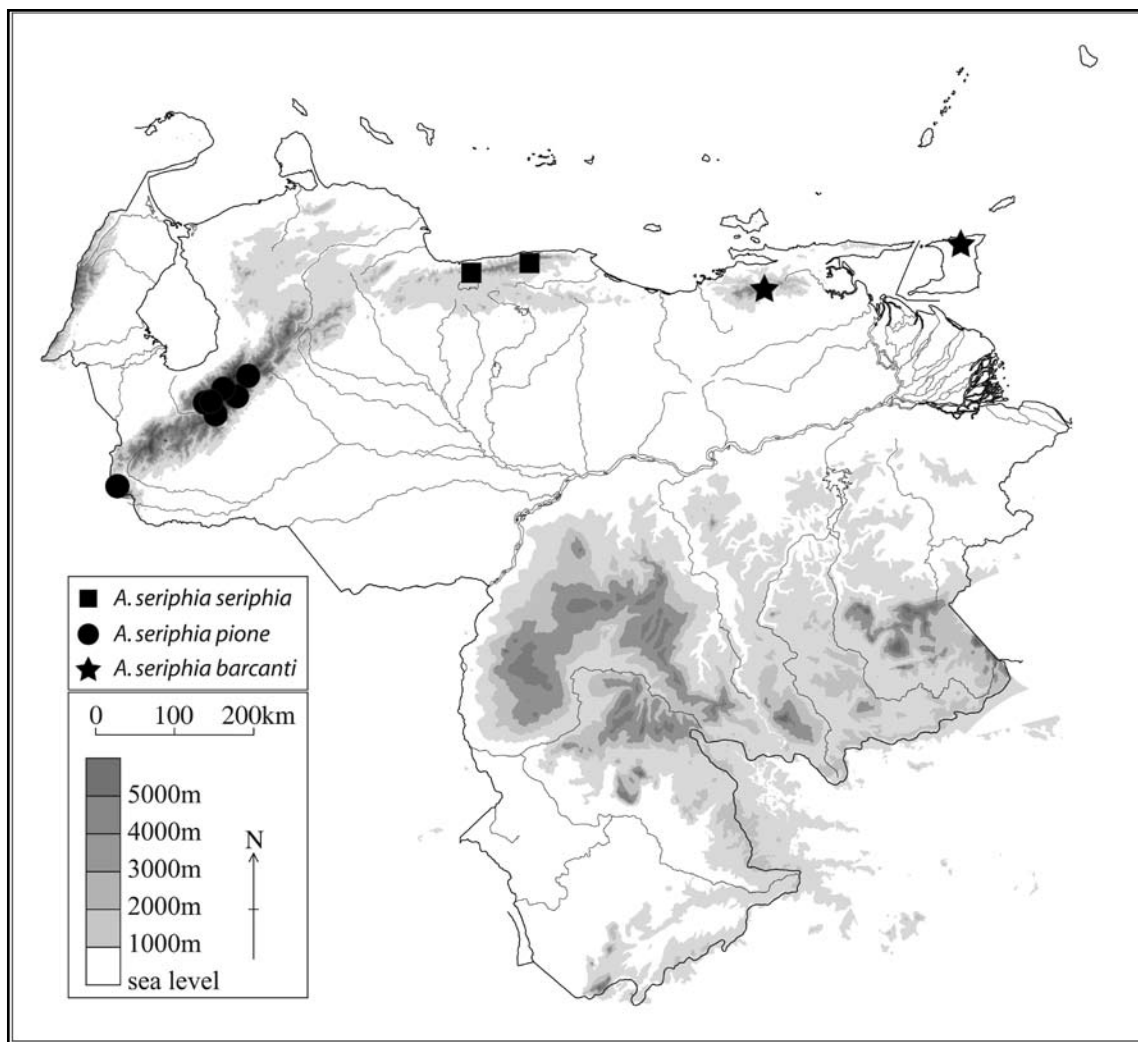 A. seriphia seriphia
A. seriphia pione
A. seriphia barcanti
0 100 200km
5000m
4000m
N
3000m
2000m
1000m
sea level